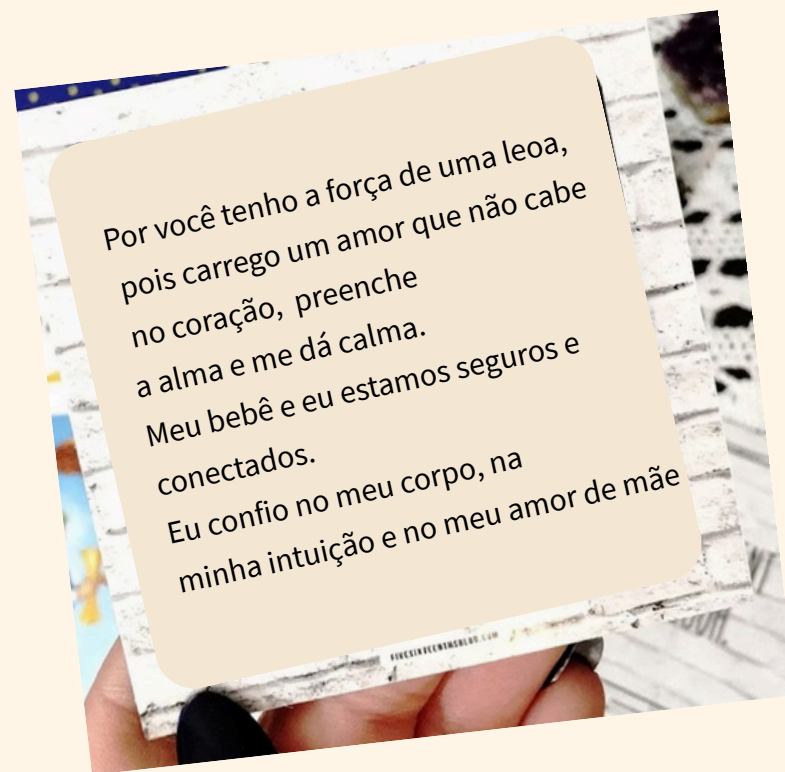 Por você tenho a força de uma leoa,
pois carrego um amor que não cabe
no coração,  preenche
a alma e me dá calma.
Meu bebê e eu estamos seguros e
conectados.
Eu confio no meu corpo, na
minha intuição e no meu amor de mãe